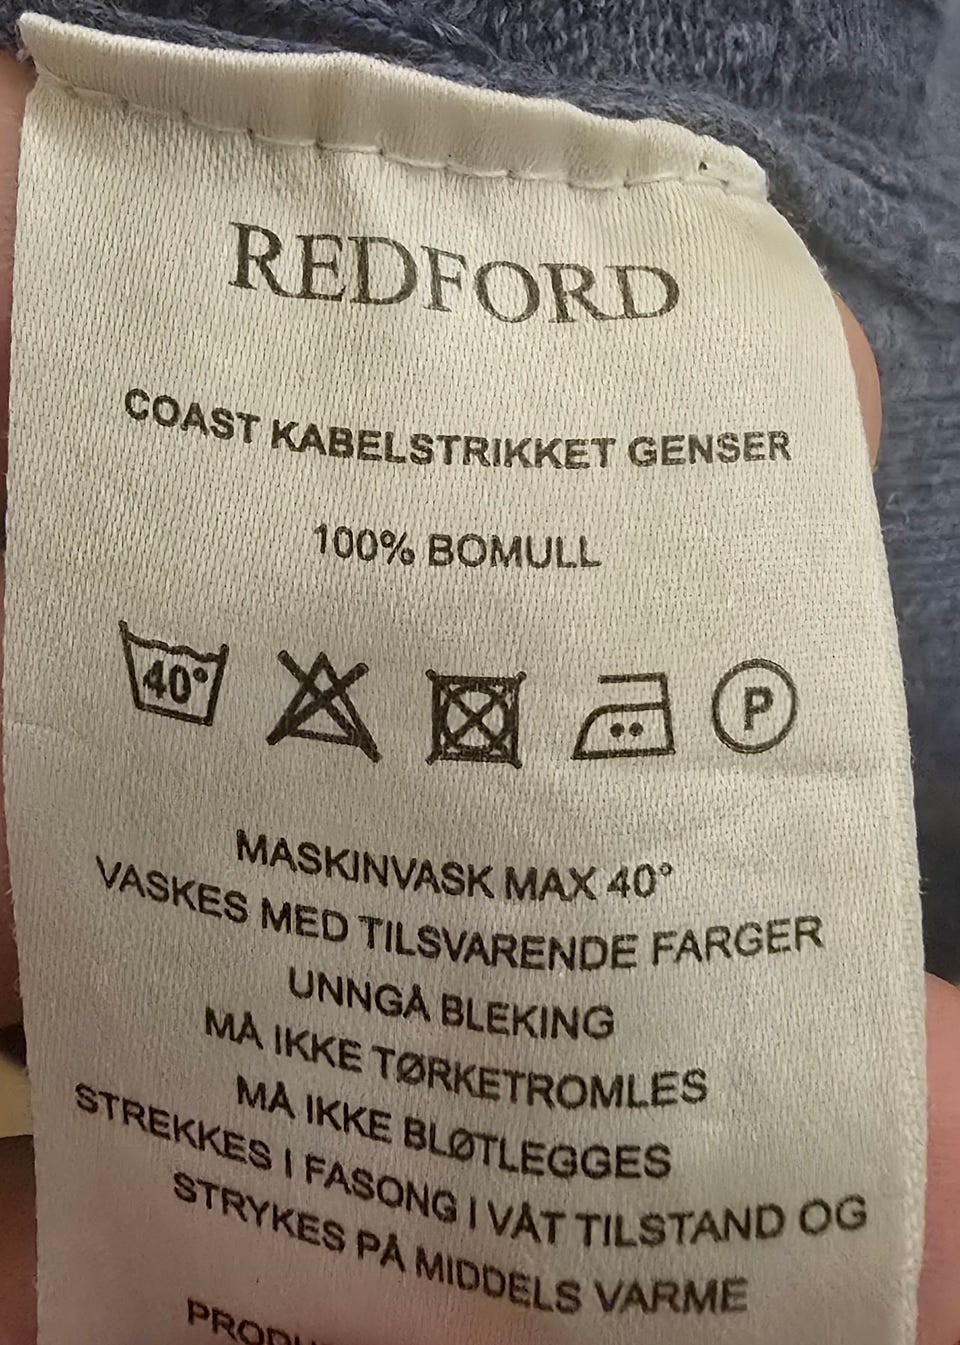 REDFORD
COAST KABELSTRIKKET GENSER
100% BOMULL
40° P
MASKINVASK MAX 40°
VASKES MED TILSVARENDE FARGER
UNNGÅ BLEKING
MÅ IKKE TØRKETROMLES
MÅ IKKE BLØTLEGGES
STREKKES I FASONG I VÅT TILSTAND OG
STRYKES PÅ MIDDELS VARME